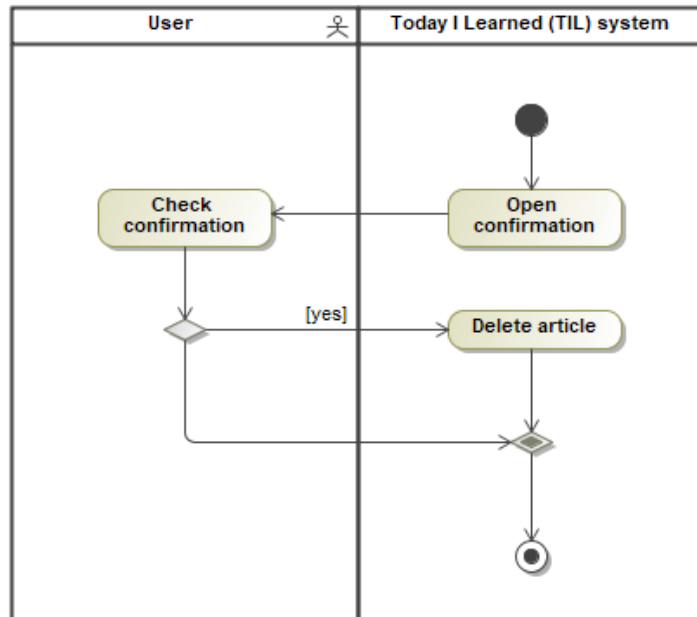 User
Today I Learned (TIL) system
Check
confirmation
Open
confirmation
[yes]
Delete article